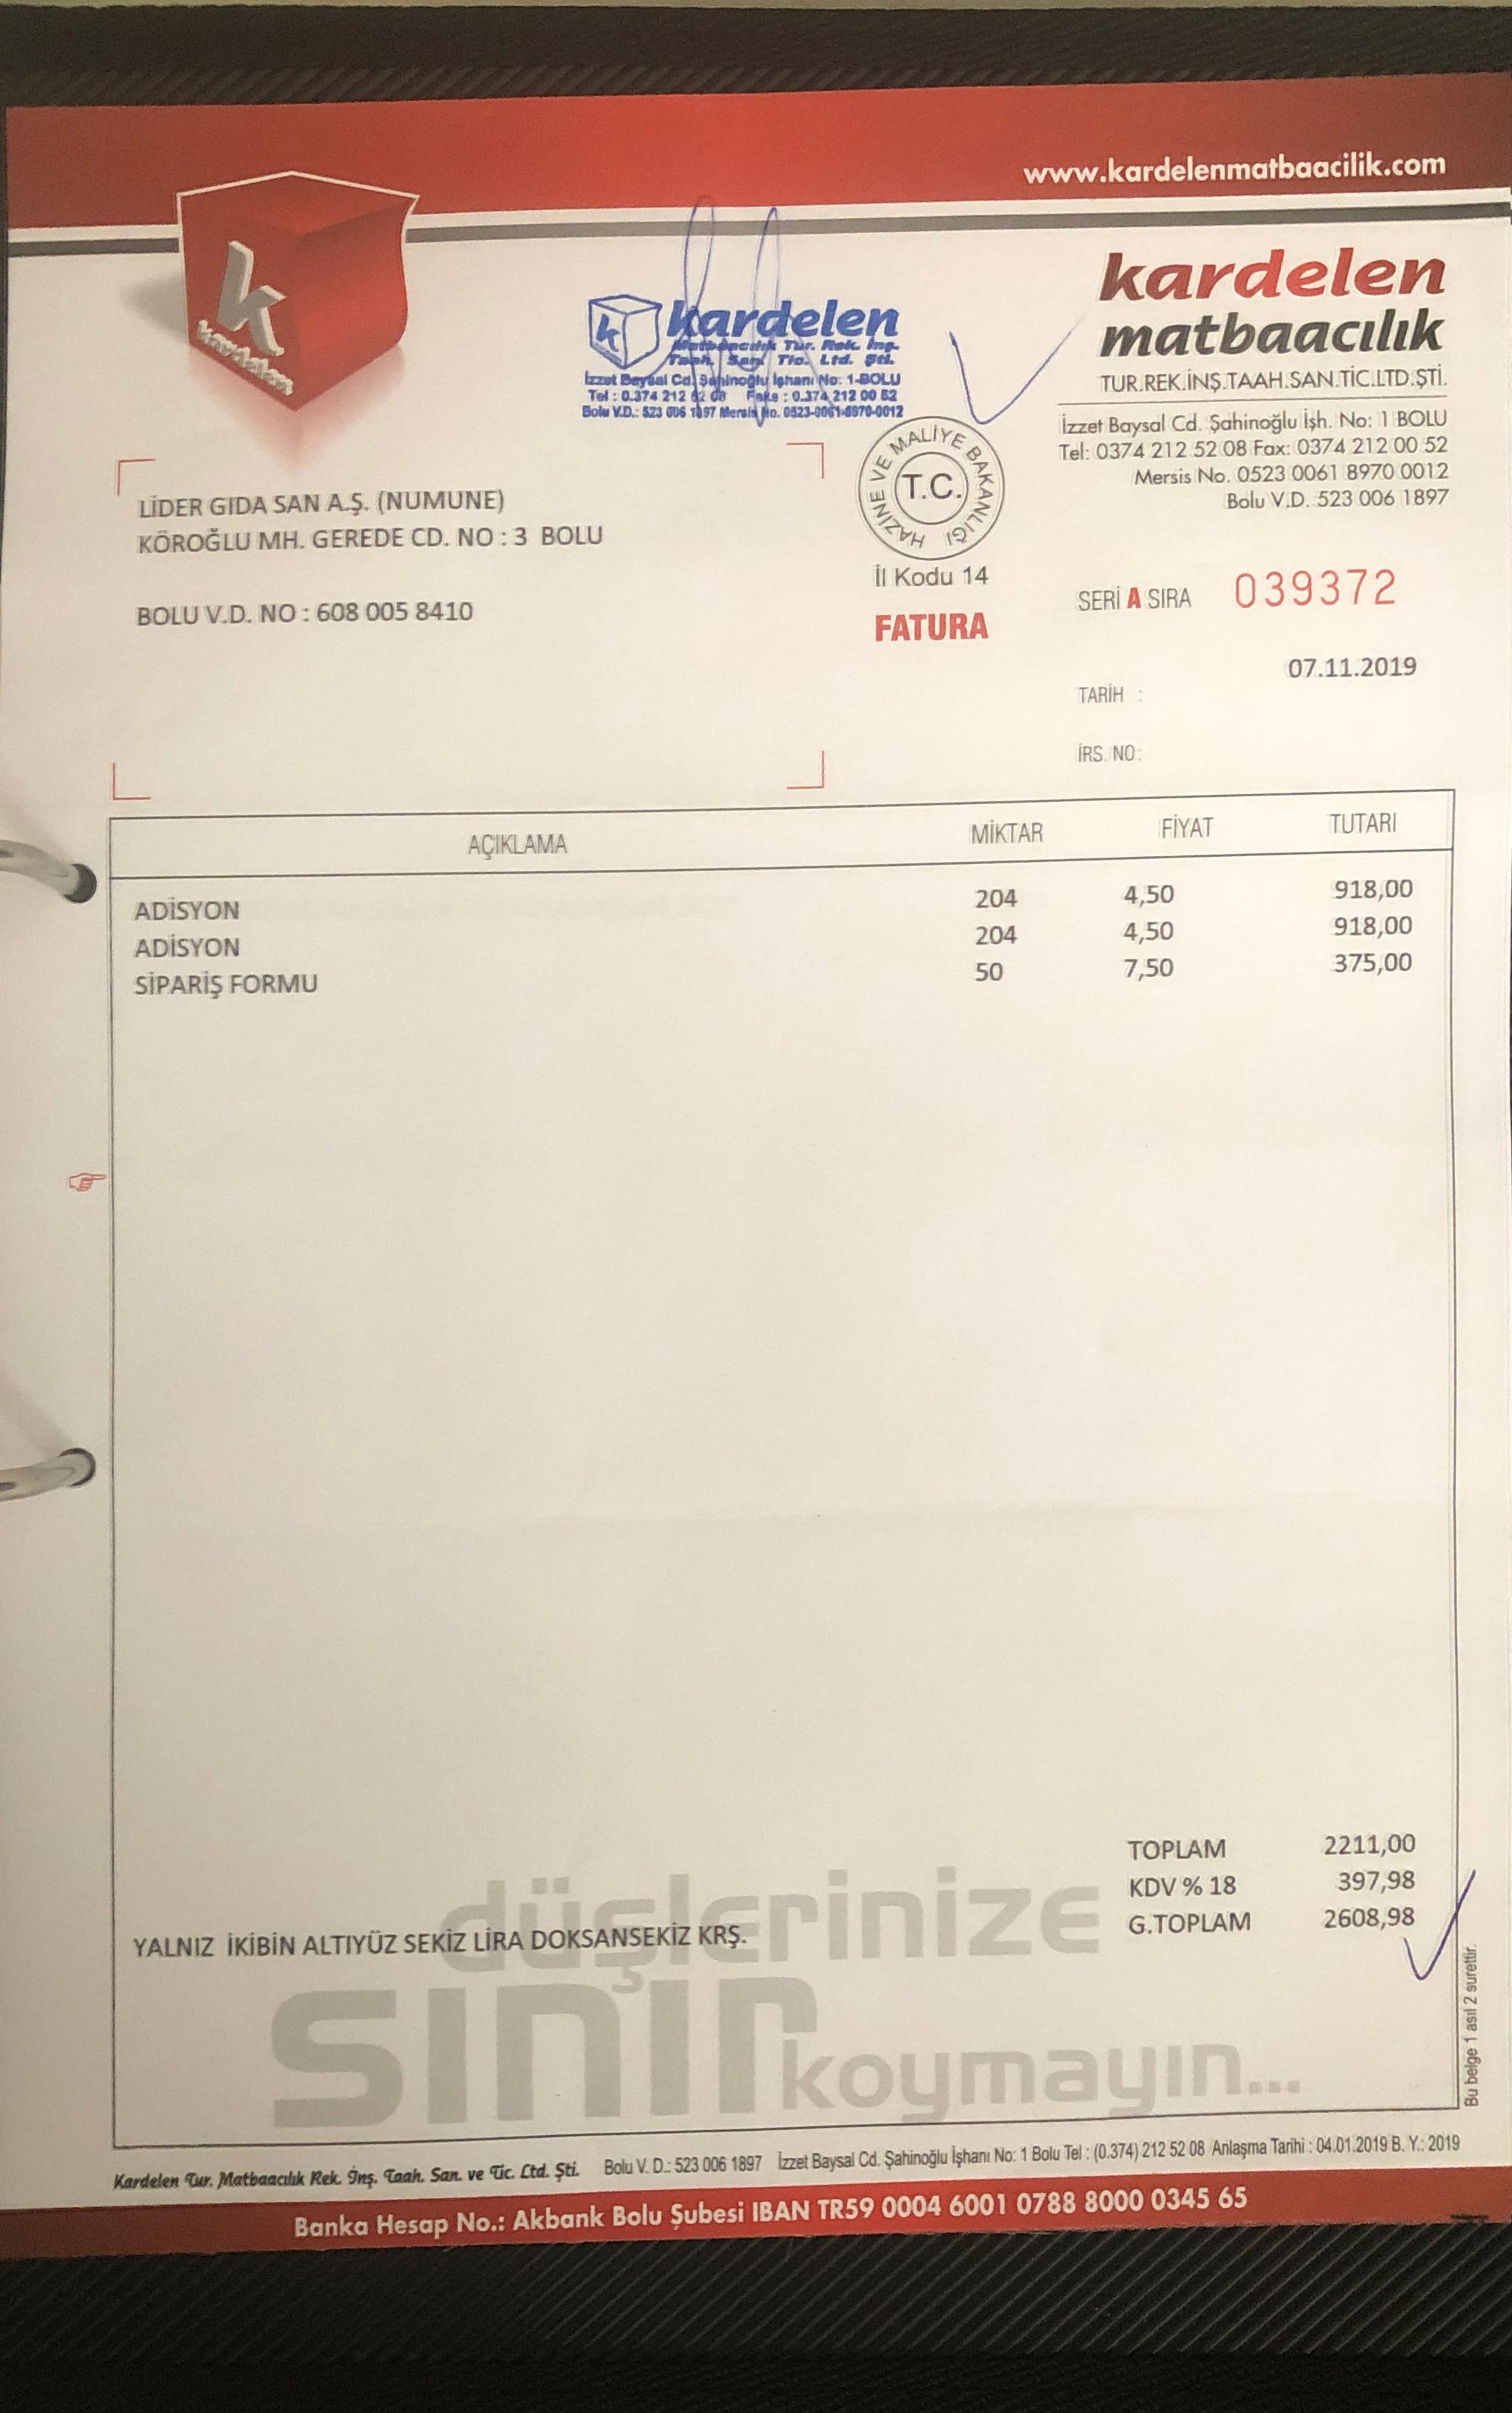 www.kardelenmatbaacilik.com
k
kardelen
kardelen
Matbaacılık Tur. Rek. İnş.
Taah. San. Tic. Ltd. Şti.
İzzet Baysal Cd. Şahinoğlu İşhanı No: 1-BOLU
Tel : 0.374 212 52 08 Faks : 0.374 212 00 52
Bolu V.D.: 523 006 1897 Mersis No. 0523-0061-8970-0012
kardelen
matbaacılık
TUR.REK.İNŞ.TAAH.SAN.TİC.LTD.ŞTİ.
İzzet Baysal Cd. Şahinoğlu İşh. No: 1 BOLU
Tel: 0374 212 52 08 Fax: 0374 212 00 52
Mersis No. 0523 0061 8970 0012
Bolu V.D. 523 006 1897
LİDER GIDA SAN A.Ş. (NUMUNE)
KÖROĞLU MH. GEREDE CD. NO : 3 BOLU
BOLU V.D. NO : 608 005 8410
HAZİNE VE MALİYE BAKANLIĞI
T.C.
İl Kodu 14
FATURA
SERİ A SIRA 039372
07.11.2019
TARİH :
İRS. NO:
AÇIKLAMA MİKTAR FİYAT TUTARI
ADİSYON 204 4,50 918,00
ADİSYON 204 4,50 918,00
SİPARİŞ FORMU 50 7,50 375,00
TOPLAM 2211,00
KDV % 18 397,98
G.TOPLAM 2608,98
YALNIZ İKİBİN ALTIYÜZ SEKİZ LİRA DOKSANSEKİZ KRŞ.
düşlerinize
sınır koymayın...
Bu belge 1 asıl 2 surettir.
Kardelen Tur. Matbaacılık Rek. İnş. Taah. San. ve Tic. Ltd. Şti. Bolu V. D.: 523 006 1897 İzzet Baysal Cd. Şahinoğlu İşhanı No: 1 Bolu Tel : (0.374) 212 52 08 Anlaşma Tarihi : 04.01.2019 B. Y.: 2019
Banka Hesap No.: Akbank Bolu Şubesi IBAN TR59 0004 6001 0788 8000 0345 65